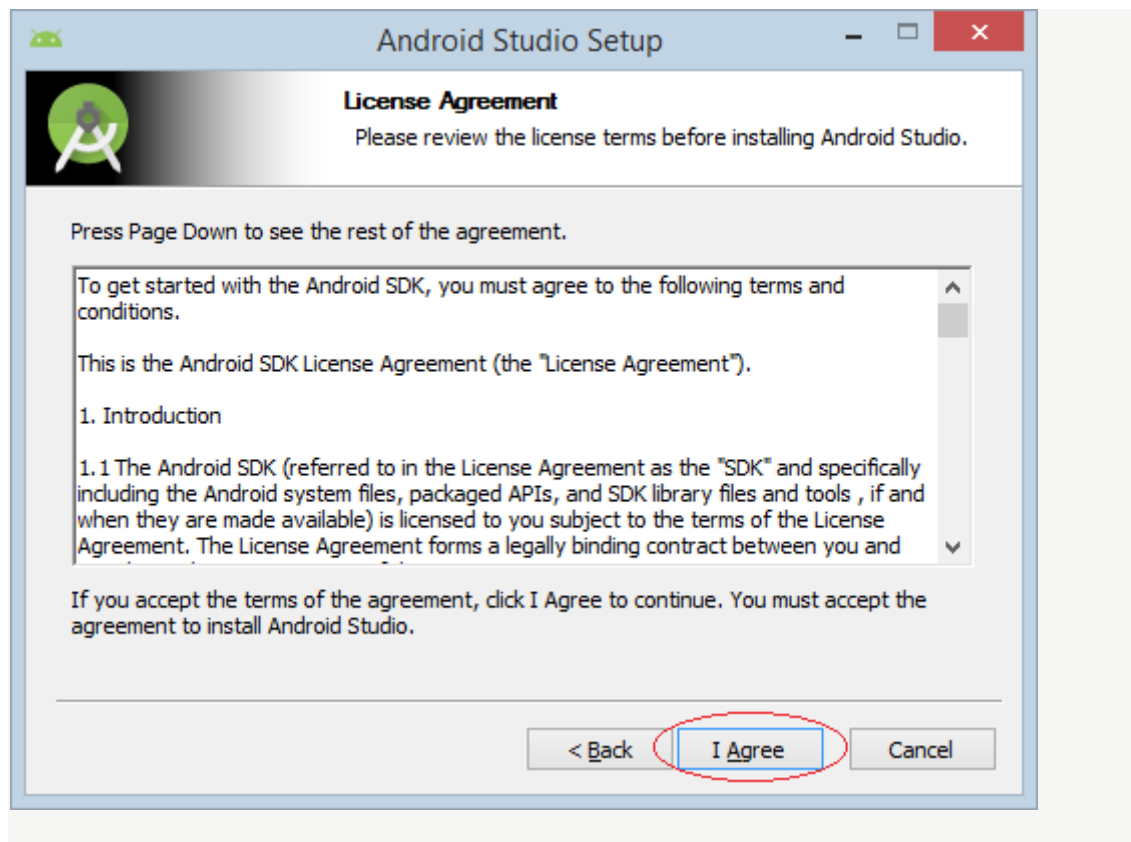 Android Studio Setup
License Agreement
Please review the license terms before installing Android Studio.
Press Page Down to see the rest of the agreement.
To get started with the Android SDK, you must agree to the following terms and
conditions.
This is the Android SDK License Agreement (the "License Agreement").
1. Introduction
1.1 The Android SDK (referred to in the License Agreement as the "SDK" and specifically
including the Android system files, packaged APIs, and SDK library files and tools , if and
when they are made available) is licensed to you subject to the terms of the License
Agreement. The License Agreement forms a legally binding contract between you and
If you accept the terms of the agreement, click I Agree to continue. You must accept the
agreement to install Android Studio.
< Back
I Agree
Cancel